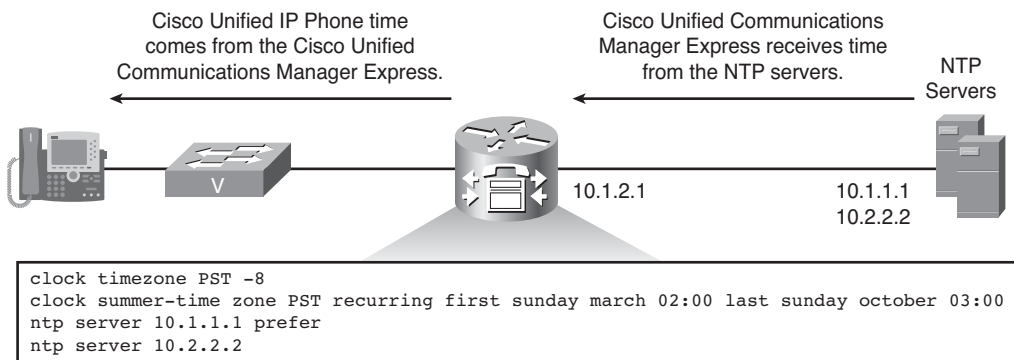 Cisco Unified IP Phone time
comes from the Cisco Unified
Communications Manager Express.
Cisco Unified Communications
Manager Express receives time
from the NTP servers.
NTP
Servers
V
10.1.2.1
10.1.1.1
10.2.2.2
clock timezone PST -8
clock summer-time zone PST recurring first sunday march 02:00 last sunday october 03:00
ntp server 10.1.1.1 prefer
ntp server 10.2.2.2